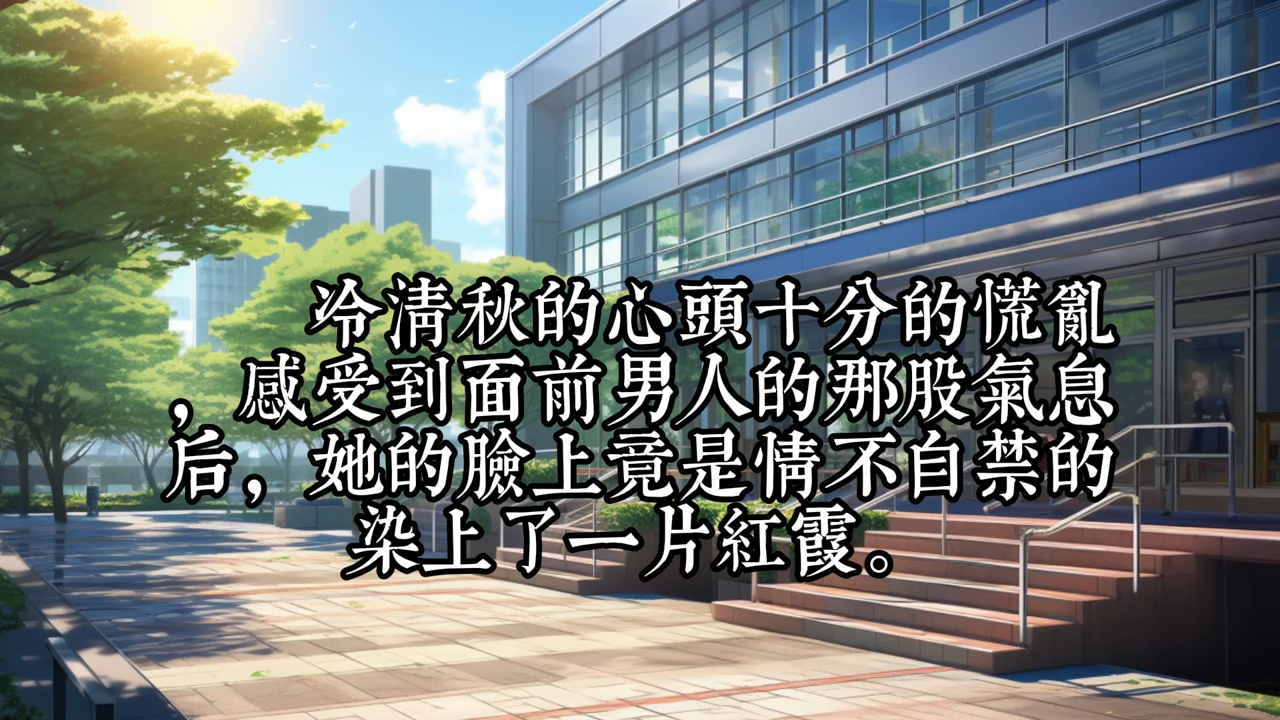 冷清秋的心頭十分的慌亂
，感受到面前男人的那股氣息
后，她的臉上竟是情不自禁的
染上了一片紅霞。